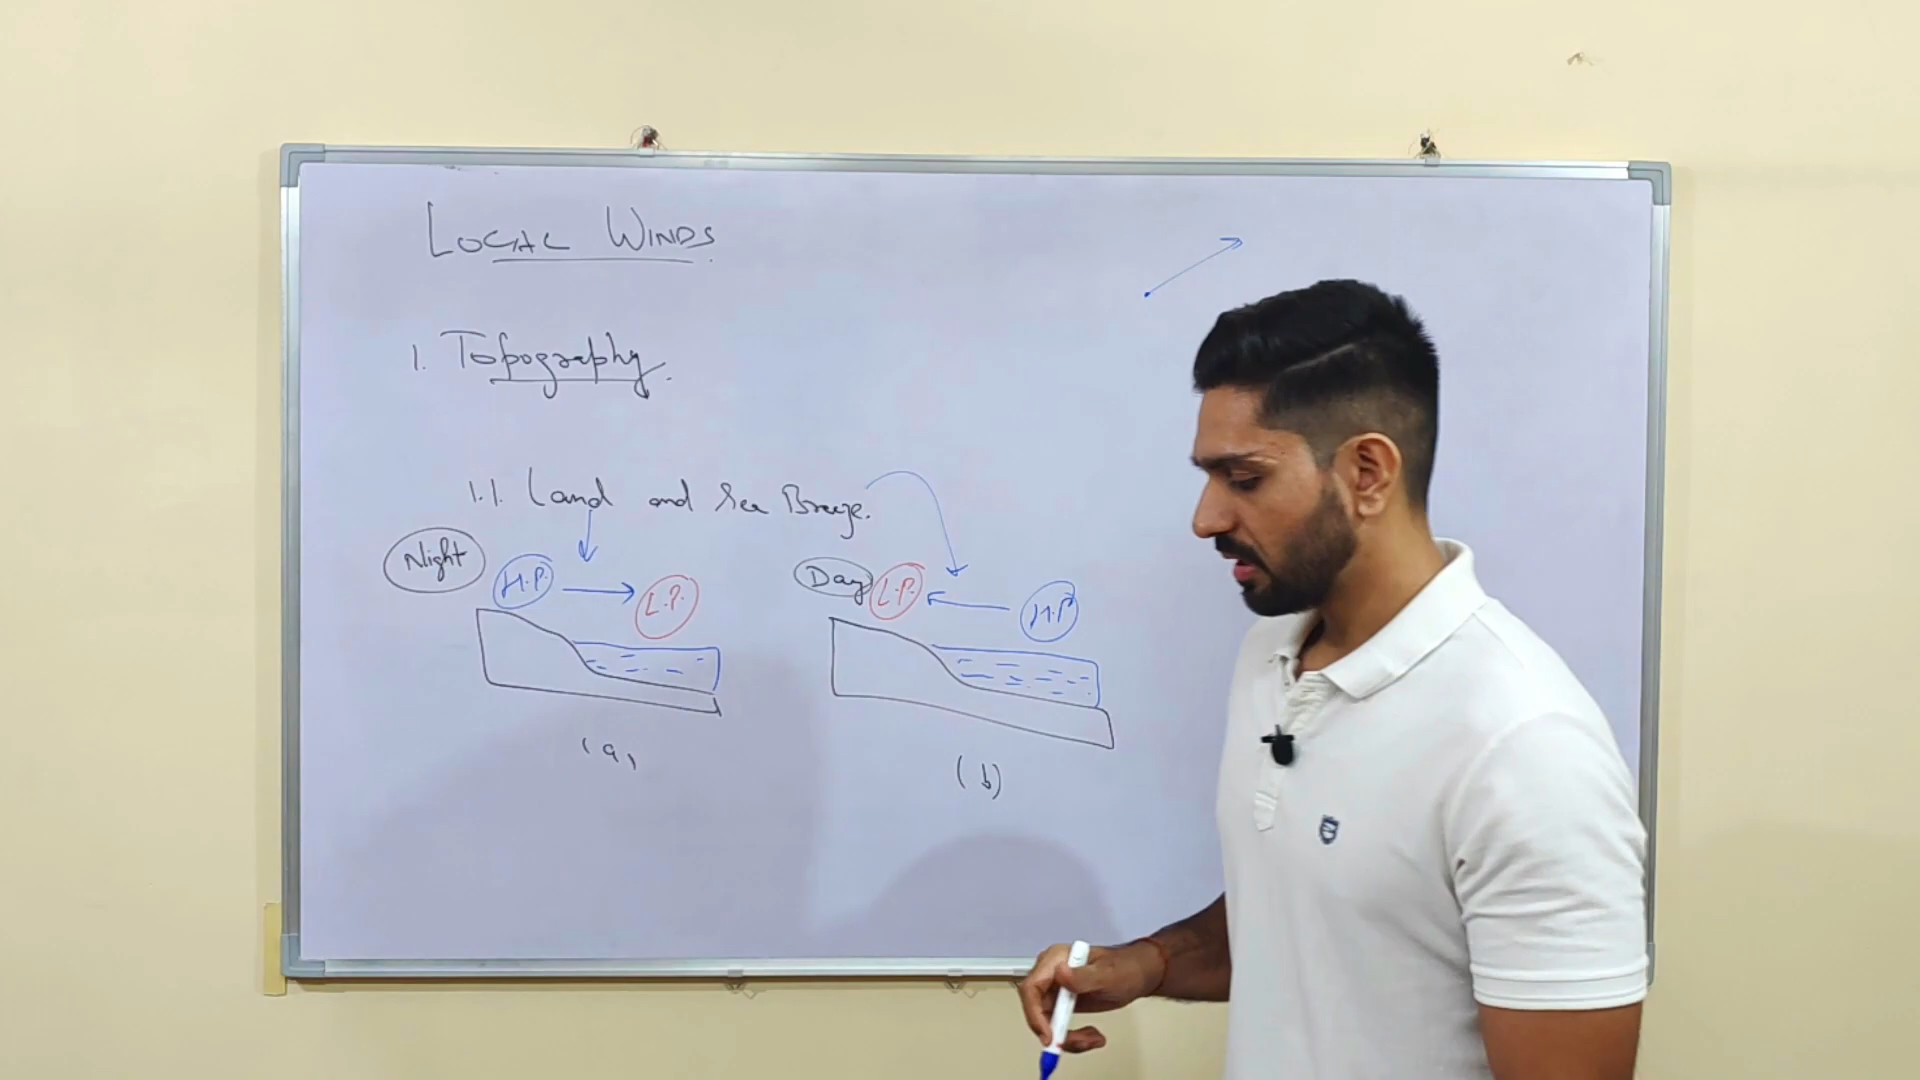 LOCAL WINDS.
1. Topography.
1.1. Land and Sea Breeze.
Night H.P. L.P. Day L.P. H.P
(a) (b)